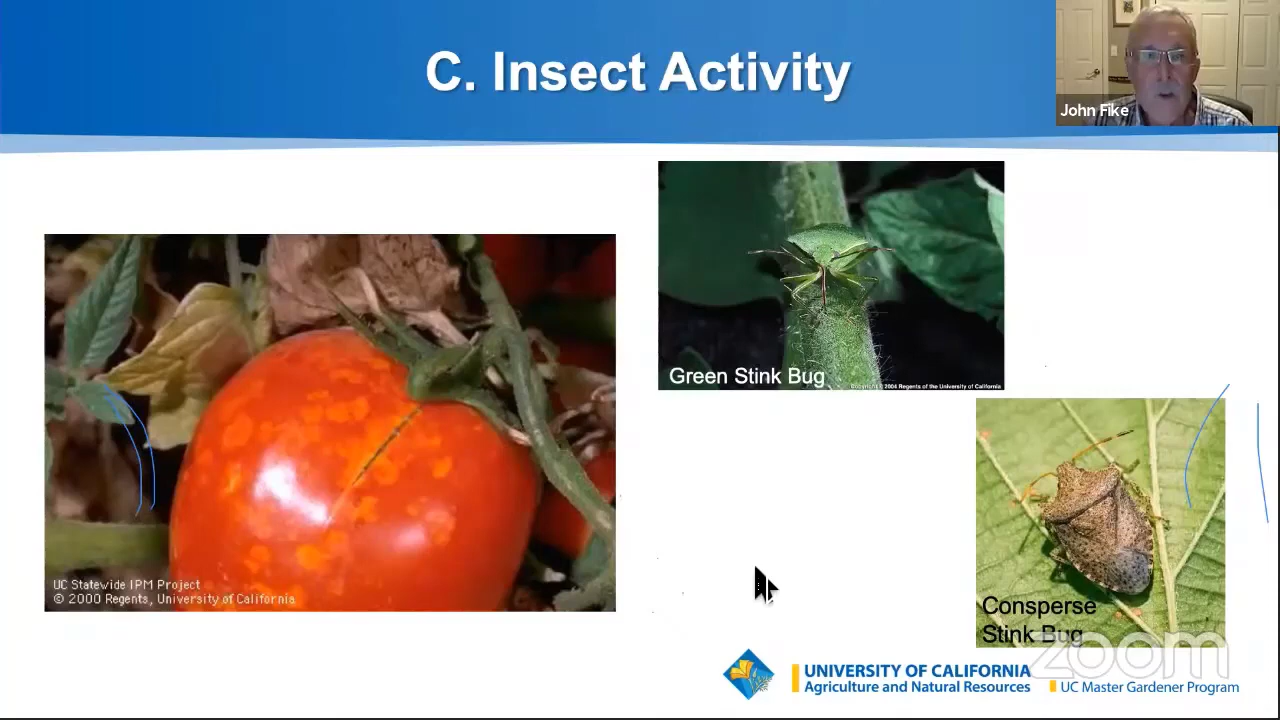 C. Insect Activity
John Fike
Green Stink Bug
Copyright © 2004 Regents of the University of California
UC Statewide IPM Project
© 2000 Regents, University of California
Consperse
Stink Bug
zoom
UNIVERSITY OF CALIFORNIA
Agriculture and Natural Resources
UC Master Gardener Program